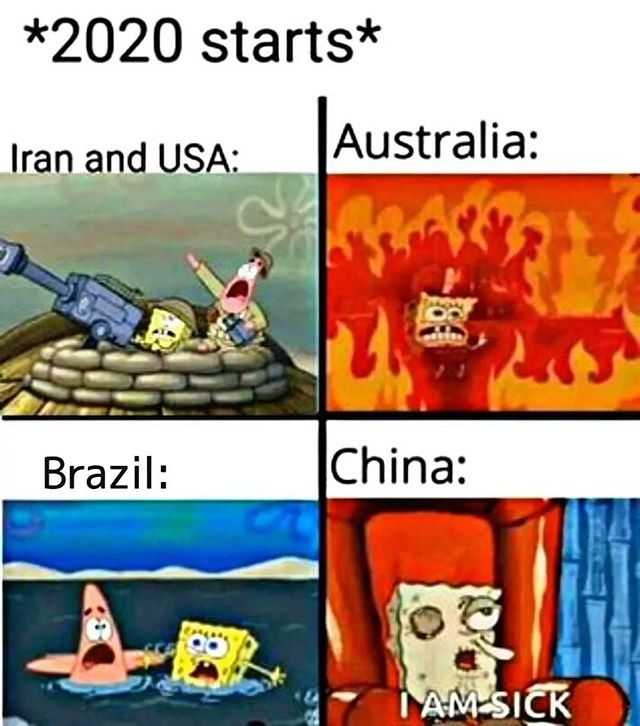 *2020 starts*
Iran and USA:
Australia:
Brazil:
China:
I AM SICK